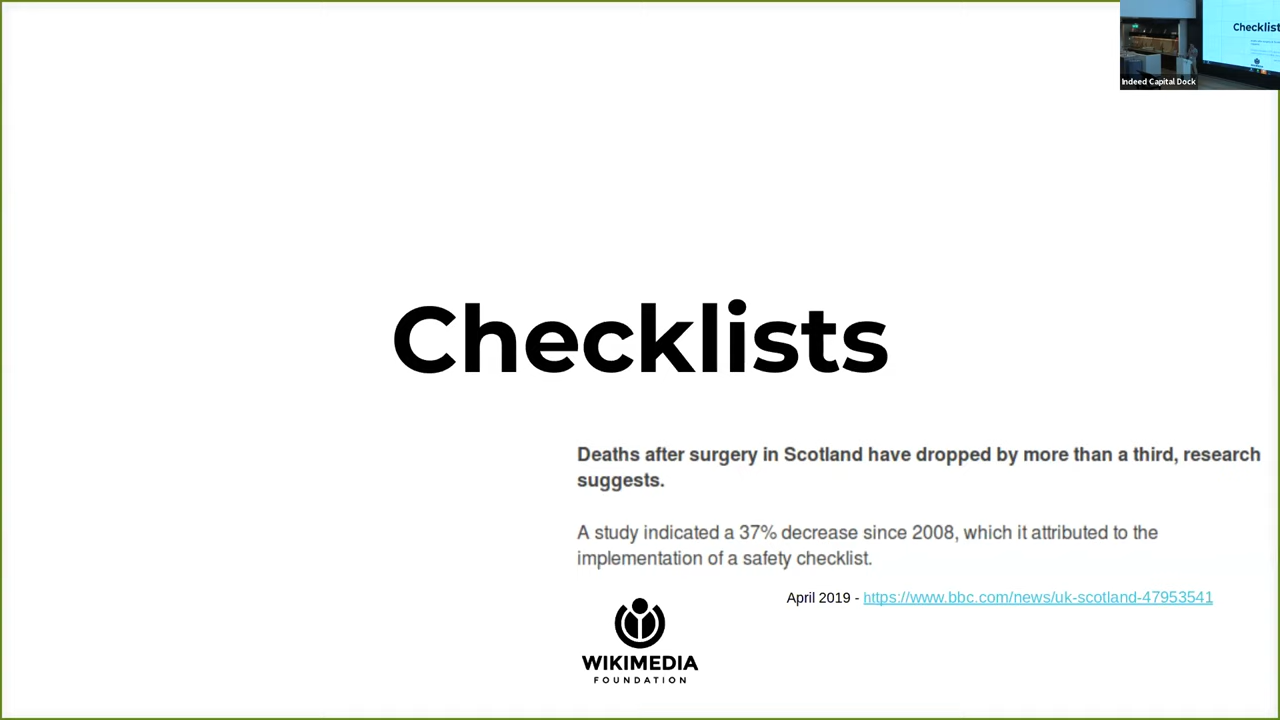 Checklist
Indeed Capital Dock
Checklists
Deaths after surgery in Scotland have dropped by more than a third, research
suggests.
A study indicated a 37% decrease since 2008, which it attributed to the
implementation of a safety checklist.
April 2019 - https://www.bbc.com/news/uk-scotland-47953541
WIKIMEDIA
FOUNDATION